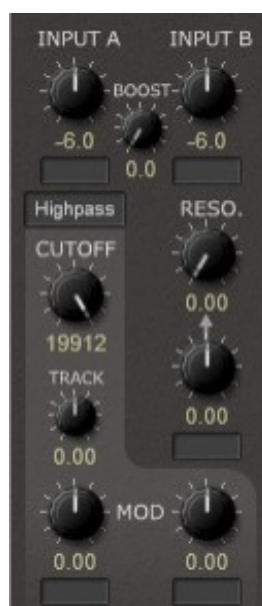 INPUT A INPUT B
BOOST
-6.0 0.0 -6.0
Highpass RESO.
CUTOFF
0.00
19912
TRACK
0.00 0.00
MOD
0.00 0.00